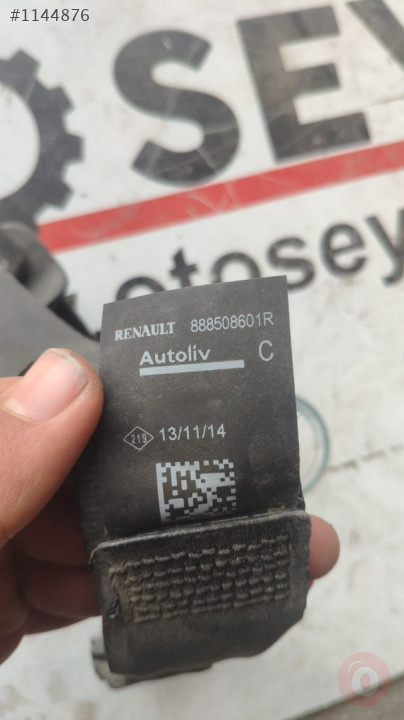 #1144876
SEY
otosey
RENAULT 888508601R
Autoliv C
219 13/11/14